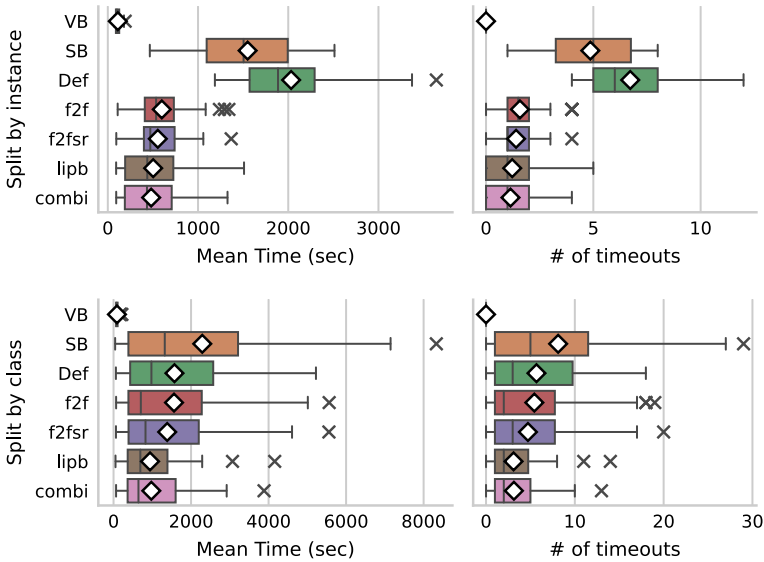 Split by instance
VB
SB
Def
f2f
f2fsr
lipb
combi
0 1000 2000 3000
Mean Time (sec)
0 5 10
# of timeouts
Split by class
VB
SB
Def
f2f
f2fsr
lipb
combi
0 2000 4000 6000 8000
Mean Time (sec)
0 10 20 30
# of timeouts